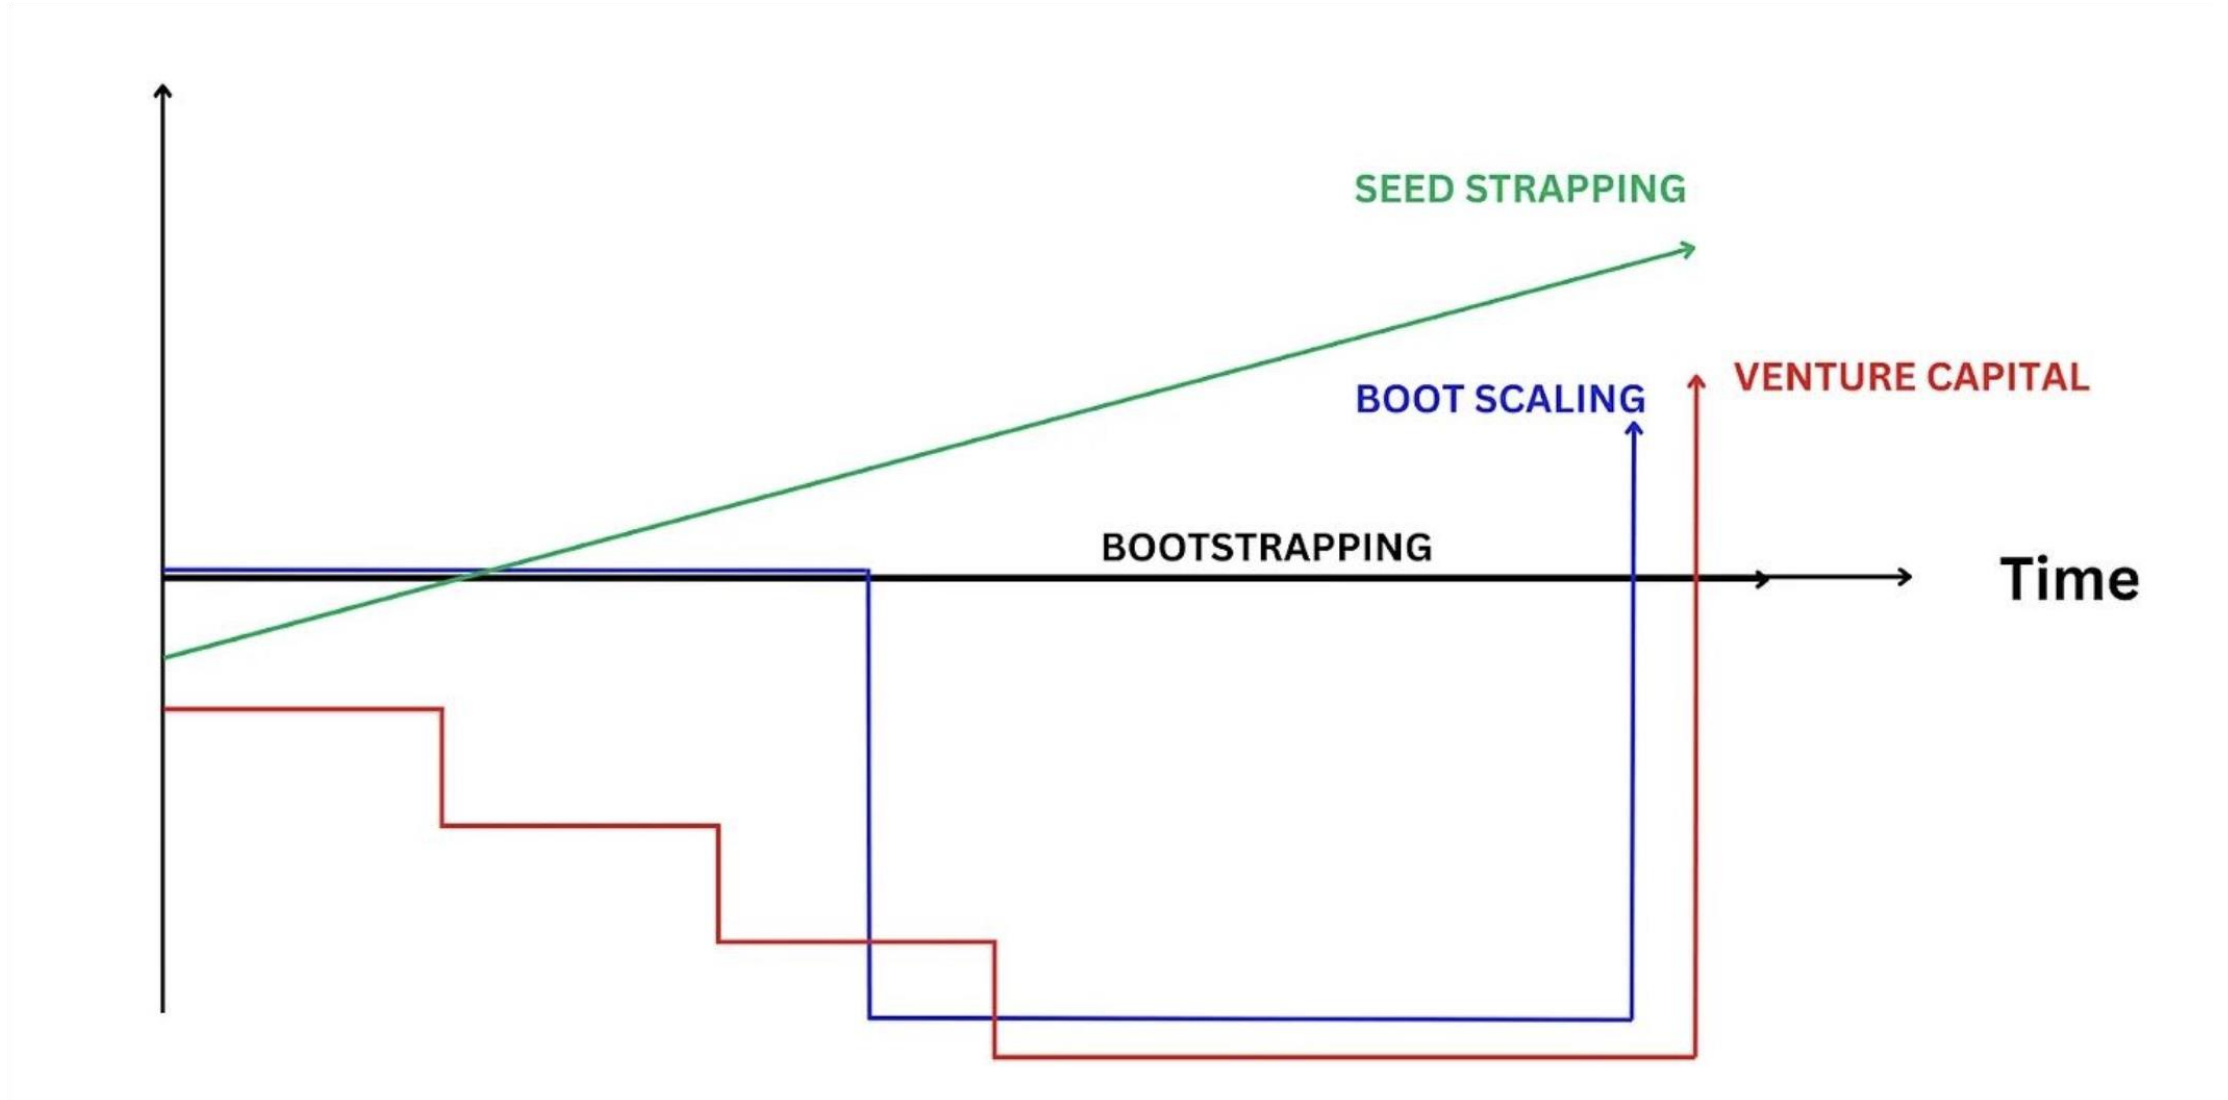 SEED STRAPPING
VENTURE CAPITAL
BOOT SCALING
BOOTSTRAPPING
Time